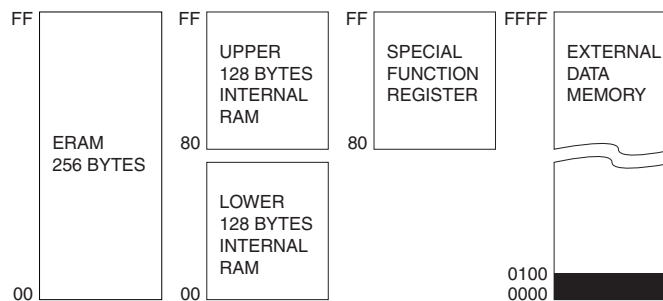 FF
ERAM
256 BYTES
00
FF
UPPER
128 BYTES
INTERNAL
RAM
80
LOWER
128 BYTES
INTERNAL
RAM
00
FF
SPECIAL
FUNCTION
REGISTER
80
FFFF
EXTERNAL
DATA
MEMORY
0100
0000